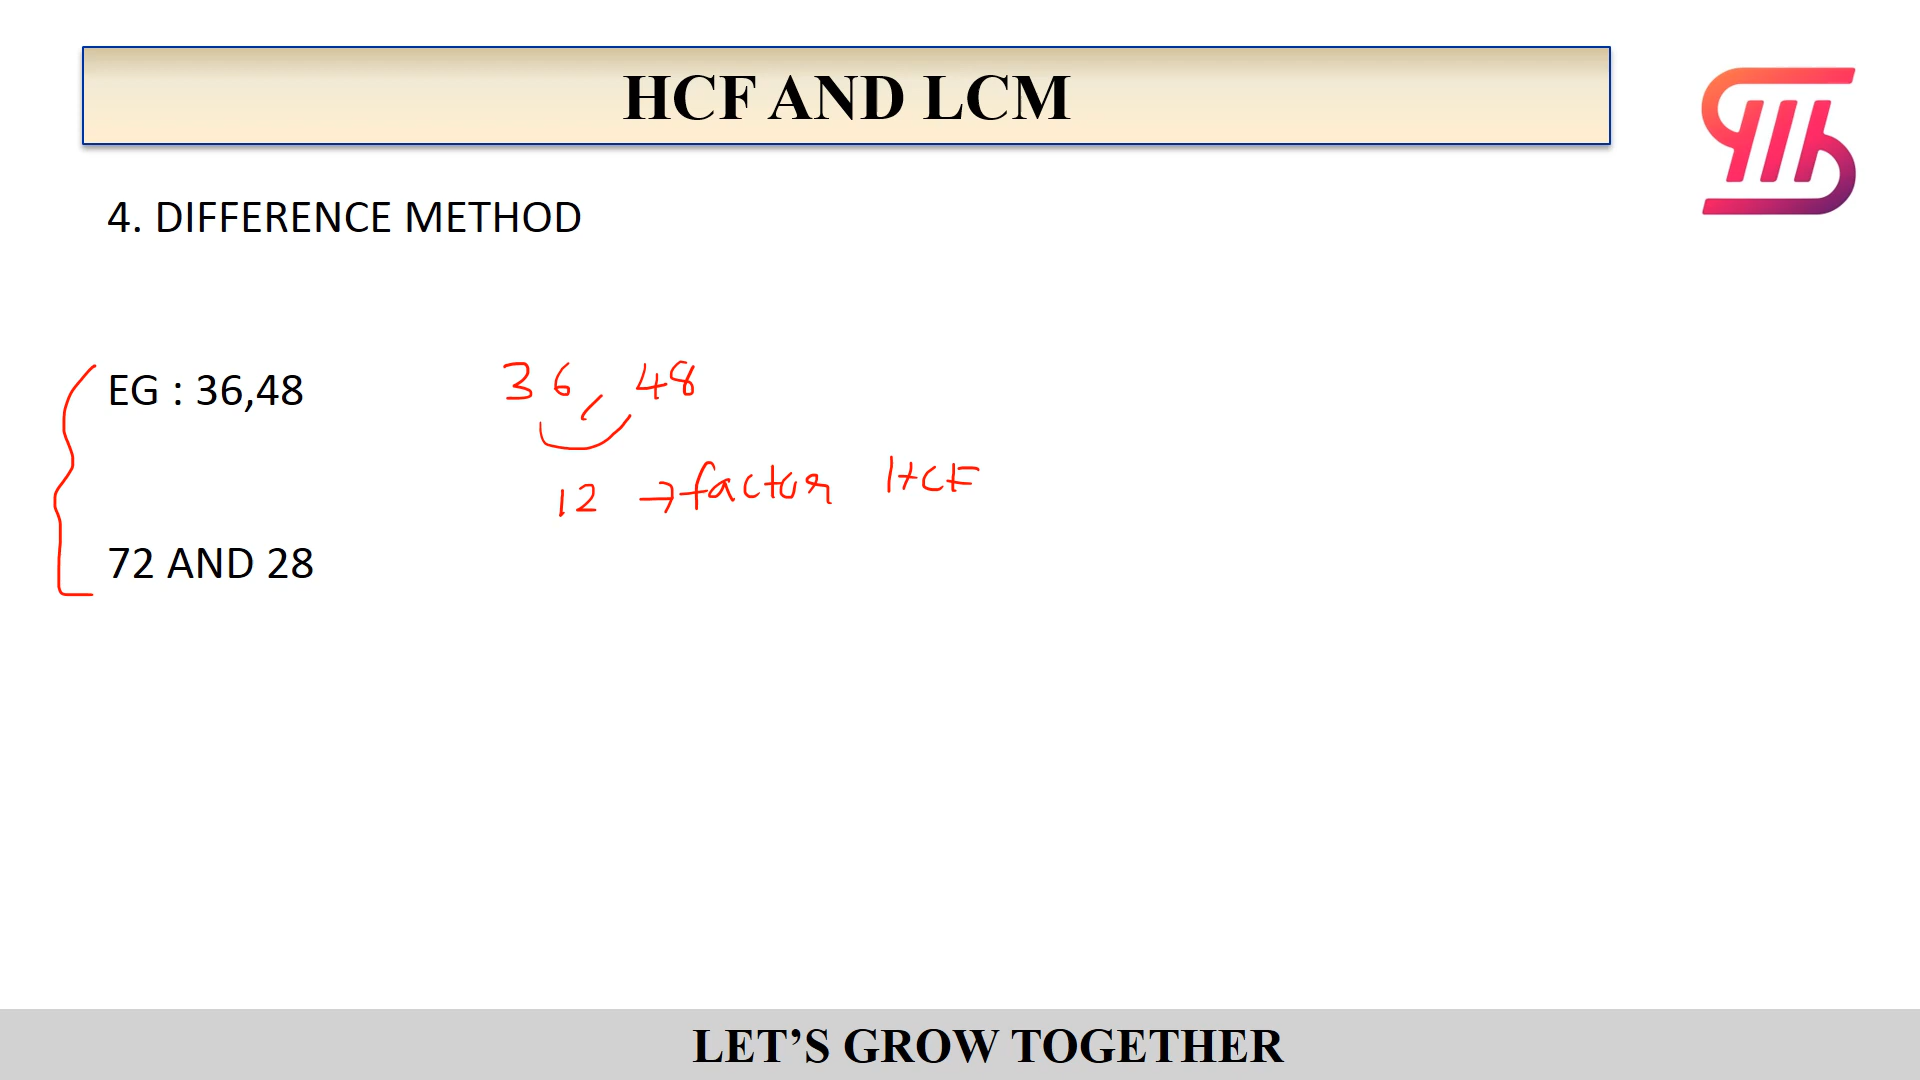 HCF AND LCM
4. DIFFERENCE METHOD
EG : 36,48
36, 48
12 → factor HCF
72 AND 28
LET’S GROW TOGETHER